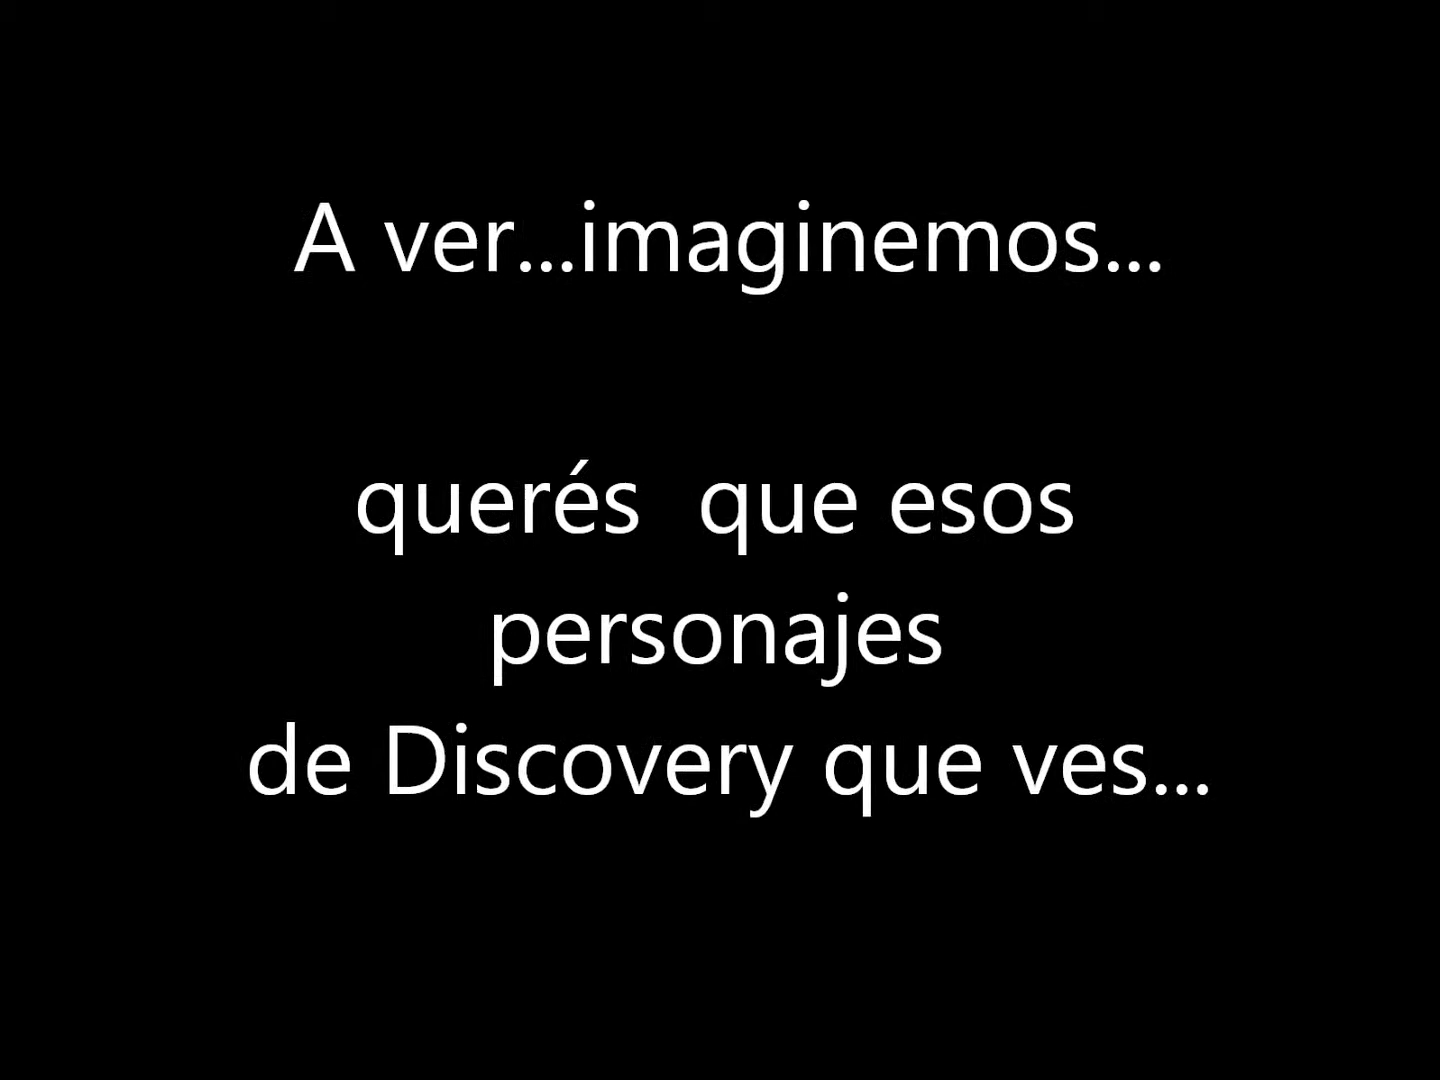 A ver...imaginemos...
querés  que esos
personajes
de Discovery que ves...